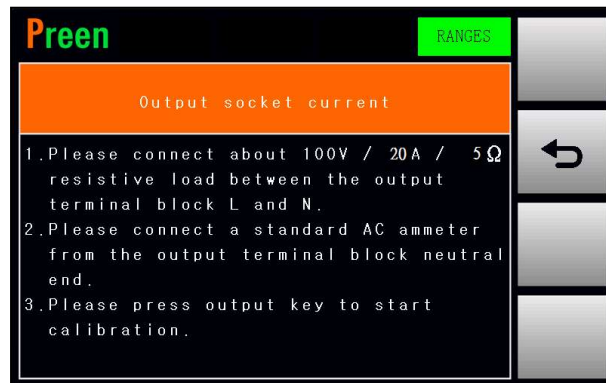 Preen
RANGES
Output socket current
1.Please connect about 100V / 20A / 5Ω
resistive load between the output
terminal block L and N.
2.Please connect a standard AC ammeter
from the output terminal block neutral
end.
3.Please press output key to start
calibration.